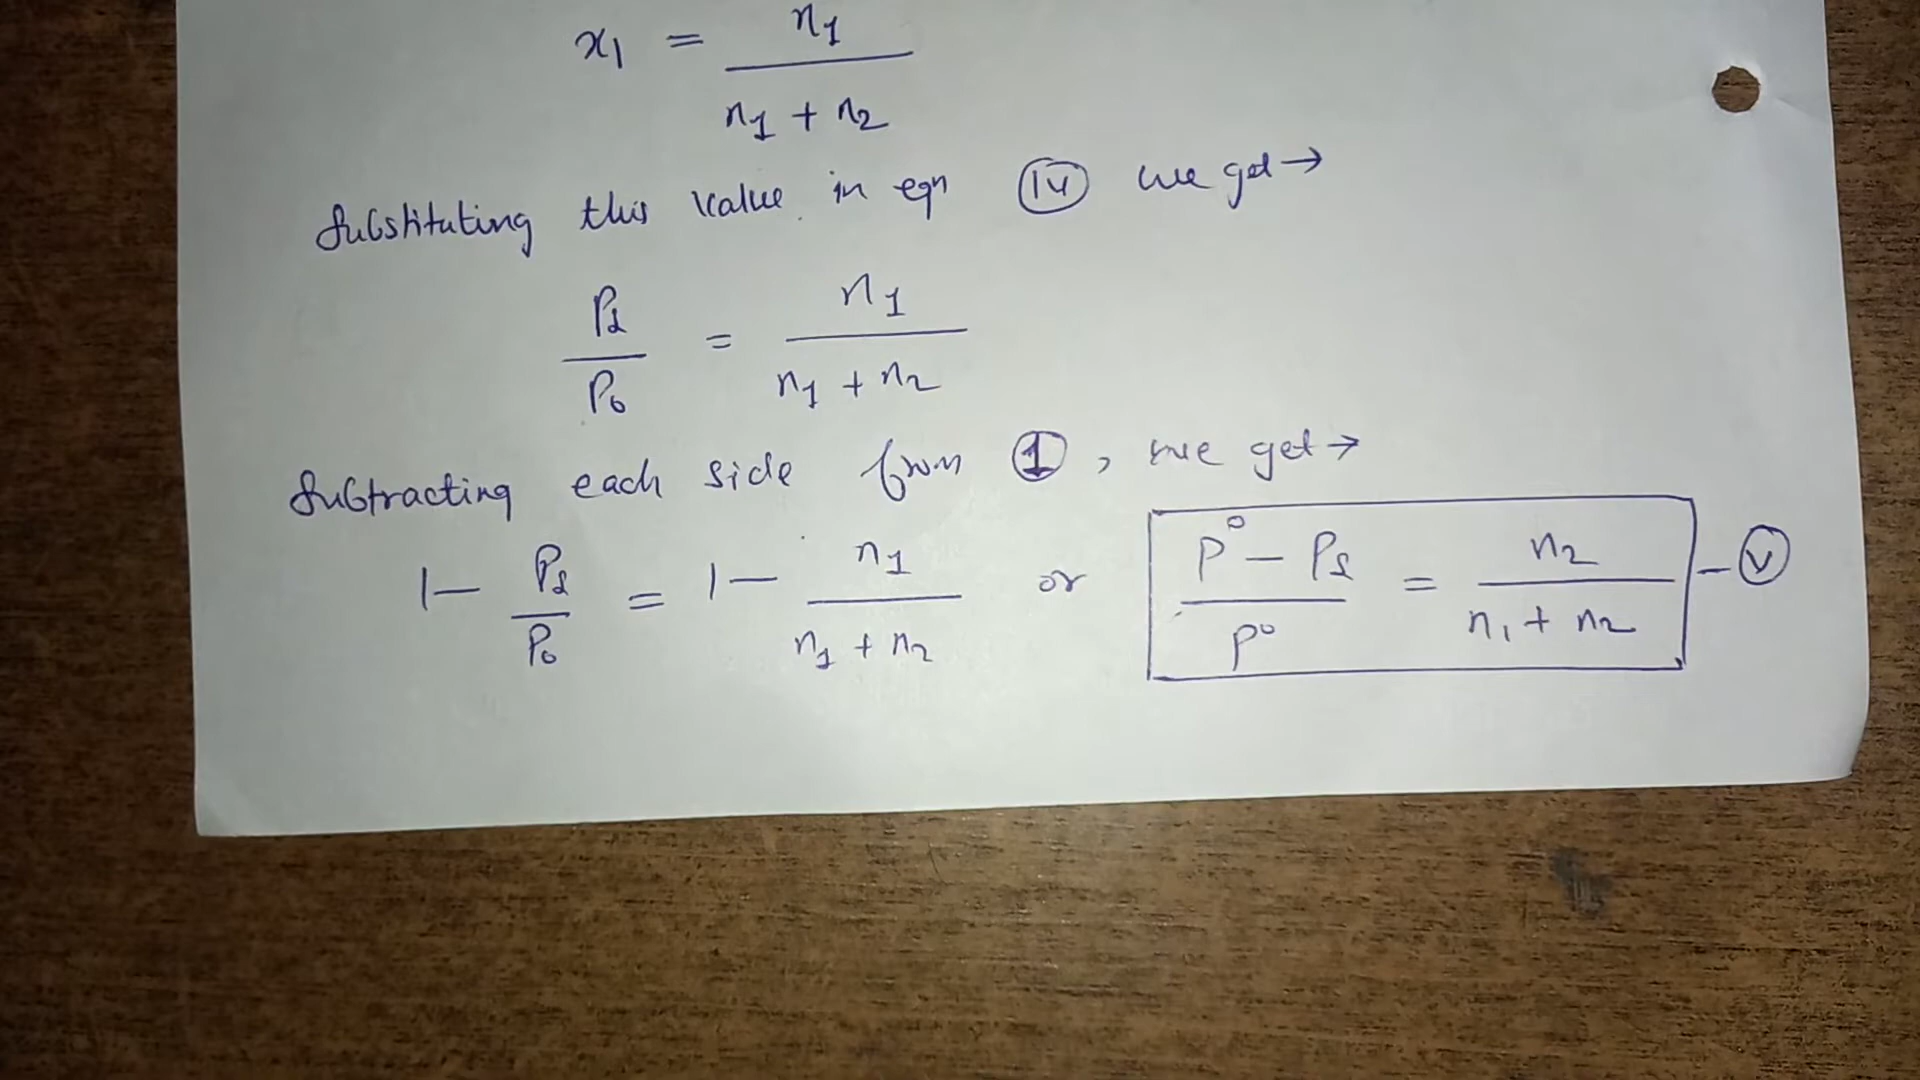 x1 = n1 / (n1 + n2)
Substituting this value in eqn (iv) we get →
Ps / Po = n1 / (n1 + n2)
Subtracting each side from (1), we get →
1 - Ps / Po = 1 - n1 / (n1 + n2) or (P° - Ps) / P° = n2 / (n1 + n2) - (v)